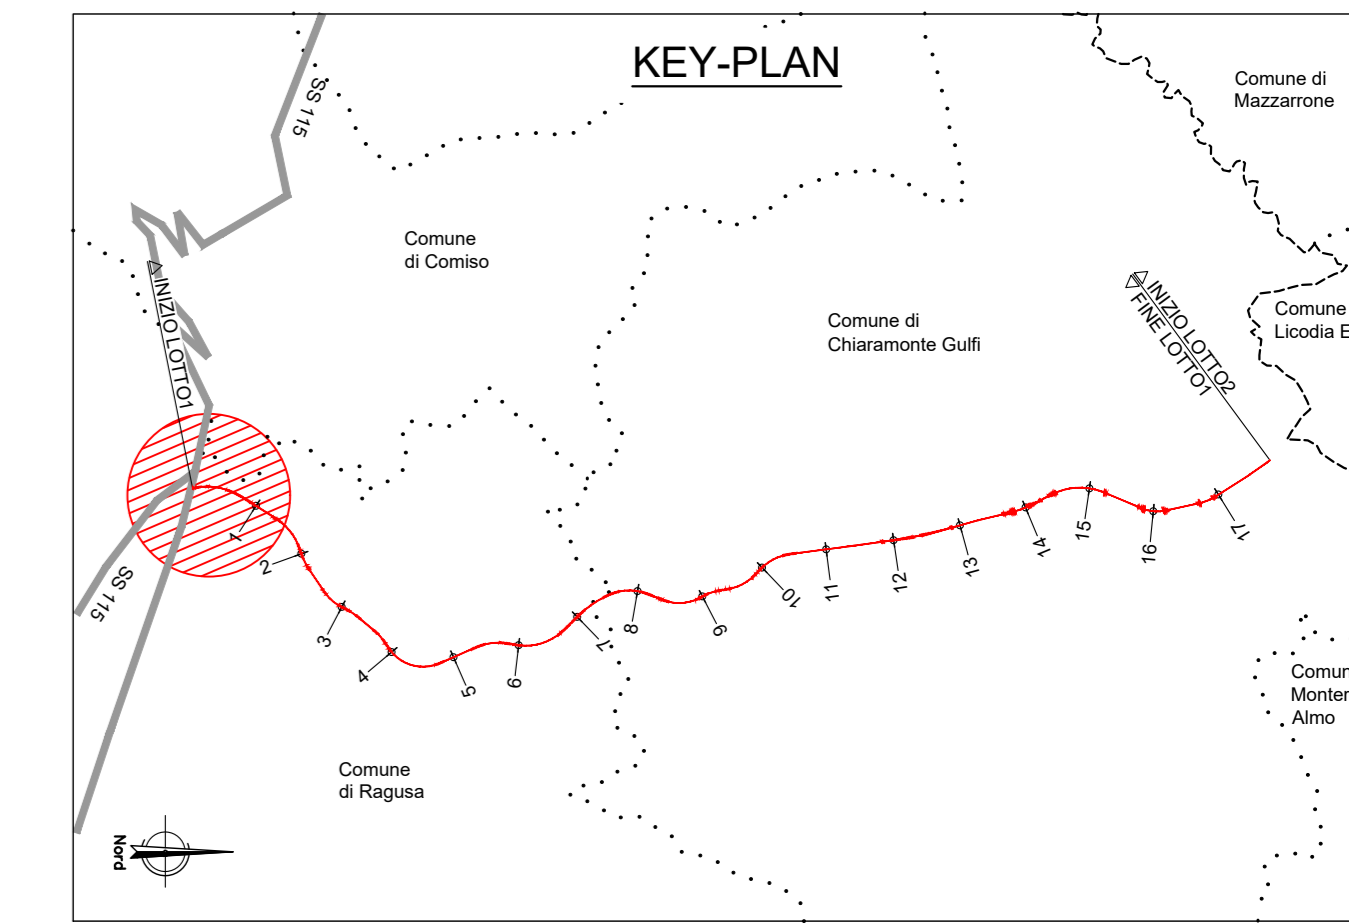 KEY-PLAN
SS 115
Comune di
Mazzarrone
Comune
di Comiso
INIZIO LOTTO1
Comune di
Chiaramonte Gulfi
INIZIO LOTTO2
FINE LOTTO1
Comune
Licodia E
SS 115
1
2
3
4
5
6
7
8
9
10
11
12
13
14
15
16
17
Comun
Monter
Almo
Comune
di Ragusa
Nord